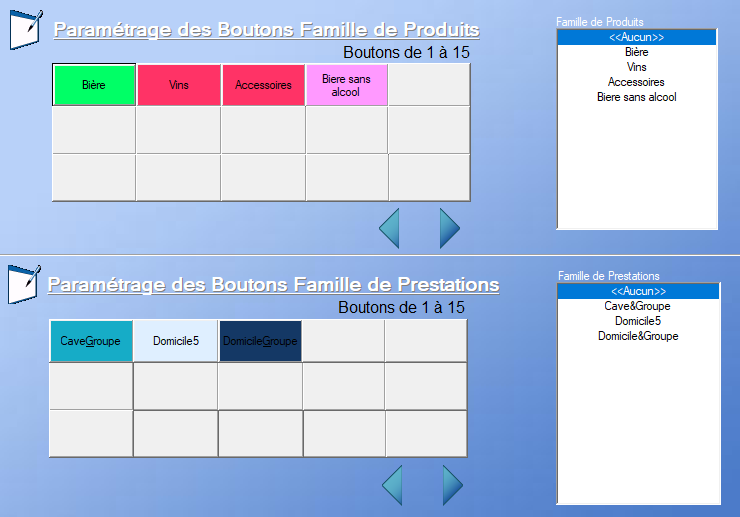 Paramétrage des Boutons Famille de Produits
Boutons de 1 à 15
Bière
Vins
Accessoires
Biere sans
alcool
Famille de Produits
<<Aucun>>
Bière
Vins
Accessoires
Biere sans alcool
Paramétrage des Boutons Famille de Prestations
Boutons de 1 à 15
CaveGroupe
Domicile5
DomicileGroupe
Famille de Prestations
<<Aucun>>
Cave&Groupe
Domicile5
Domicile&Groupe